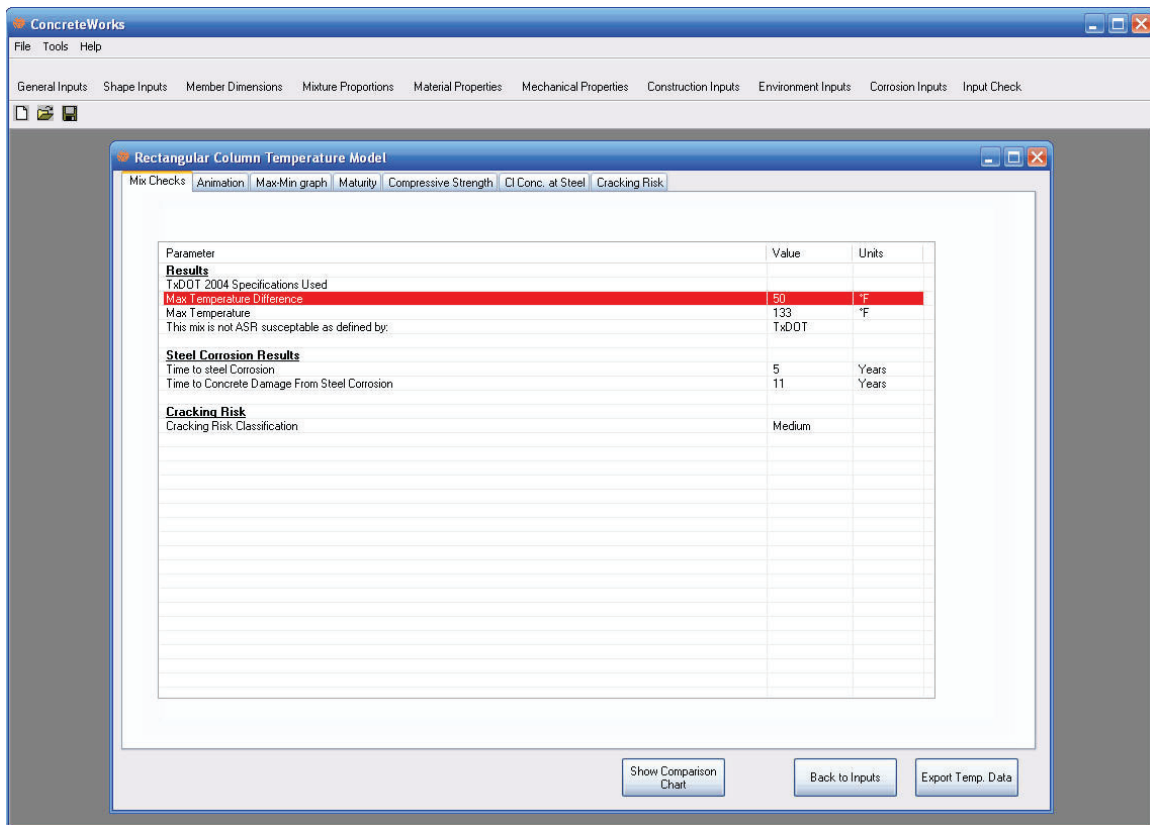 ConcreteWorks
File Tools Help
General Inputs Shape Inputs Member Dimensions Mixture Proportions Material Properties Mechanical Properties Construction Inputs Environment Inputs Corrosion Inputs Input Check
Rectangular Column Temperature Model
Mix Checks Animation Max-Min graph Maturity Compressive Strength Cl Conc. at Steel Cracking Risk
Parameter Value Units
Results
TxDOT 2004 Specifications Used
Max Temperature Difference 50 °F
Max Temperature 133 °F
This mix is not ASR susceptable as defined by: TxDOT
Steel Corrosion Results
Time to steel Corrosion 5 Years
Time to Concrete Damage From Steel Corrosion 11 Years
Cracking Risk
Cracking Risk Classification Medium
Show Comparison
Chart
Back to Inputs
Export Temp. Data